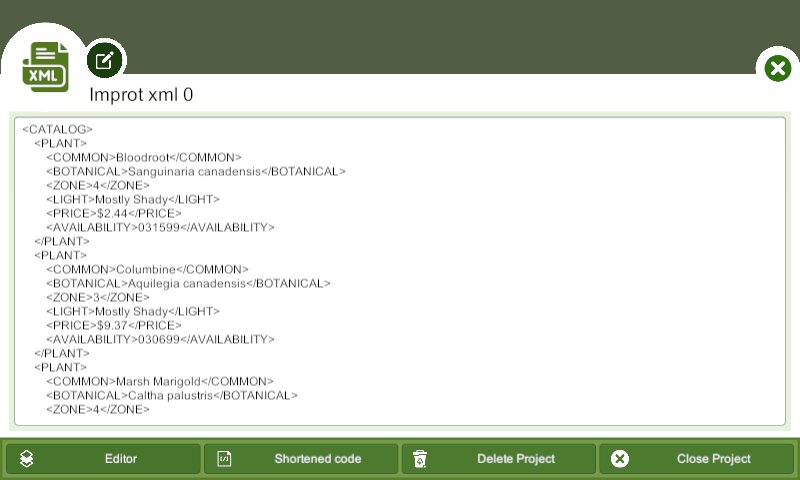 XML
Improt xml 0
<CATALOG>
<PLANT>
<COMMON>Bloodroot</COMMON>
<BOTANICAL>Sanguinaria canadensis</BOTANICAL>
<ZONE>4</ZONE>
<LIGHT>Mostly Shady</LIGHT>
<PRICE>$2.44</PRICE>
<AVAILABILITY>031599</AVAILABILITY>
</PLANT>
<PLANT>
<COMMON>Columbine</COMMON>
<BOTANICAL>Aquilegia canadensis</BOTANICAL>
<ZONE>3</ZONE>
<LIGHT>Mostly Shady</LIGHT>
<PRICE>$9.37</PRICE>
<AVAILABILITY>030699</AVAILABILITY>
</PLANT>
<PLANT>
<COMMON>Marsh Marigold</COMMON>
<BOTANICAL>Caltha palustris</BOTANICAL>
<ZONE>4</ZONE>
Editor
Shortened code
Delete Project
Close Project